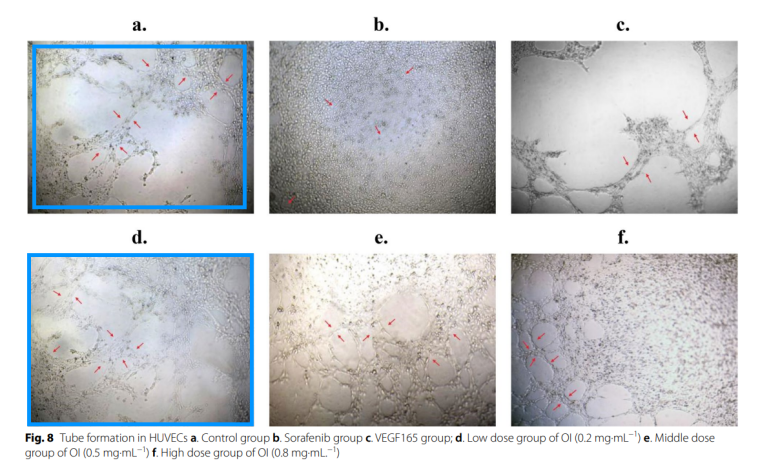 a.
b.
c.
d.
e.
f.
Fig. 8 Tube formation in HUVECs a. Control group b. Sorafenib group c. VEGF165 group; d. Low dose group of OI (0.2 mg·mL−1) e. Middle dose
group of OI (0.5 mg·mL−1) f. High dose group of OI (0.8 mg·mL.−1)